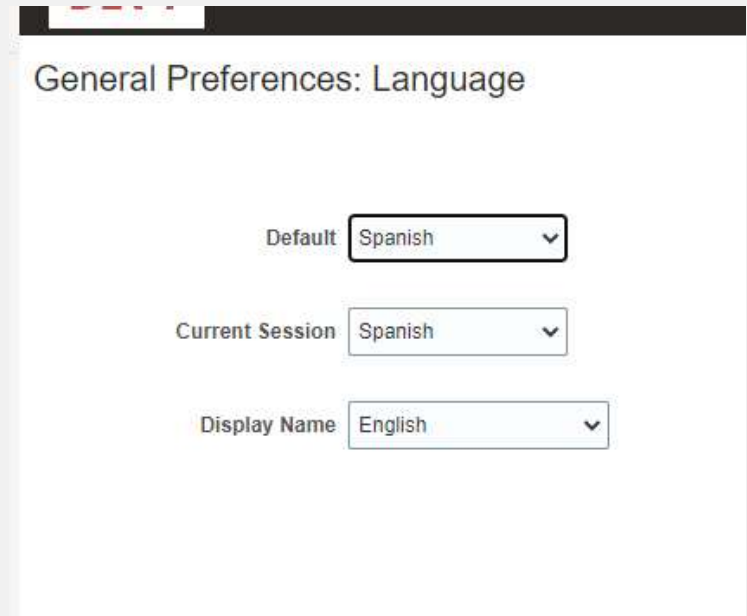 General Preferences: Language
Default Spanish
Current Session Spanish
Display Name English